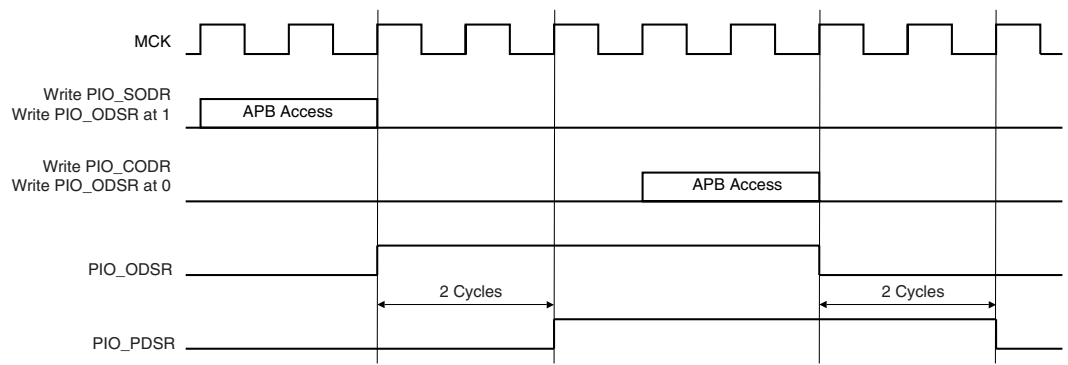 MCK
Write PIO_SODR
Write PIO_ODSR at 1
APB Access
Write PIO_CODR
Write PIO_ODSR at 0
APB Access
PIO_ODSR
2 Cycles
2 Cycles
PIO_PDSR